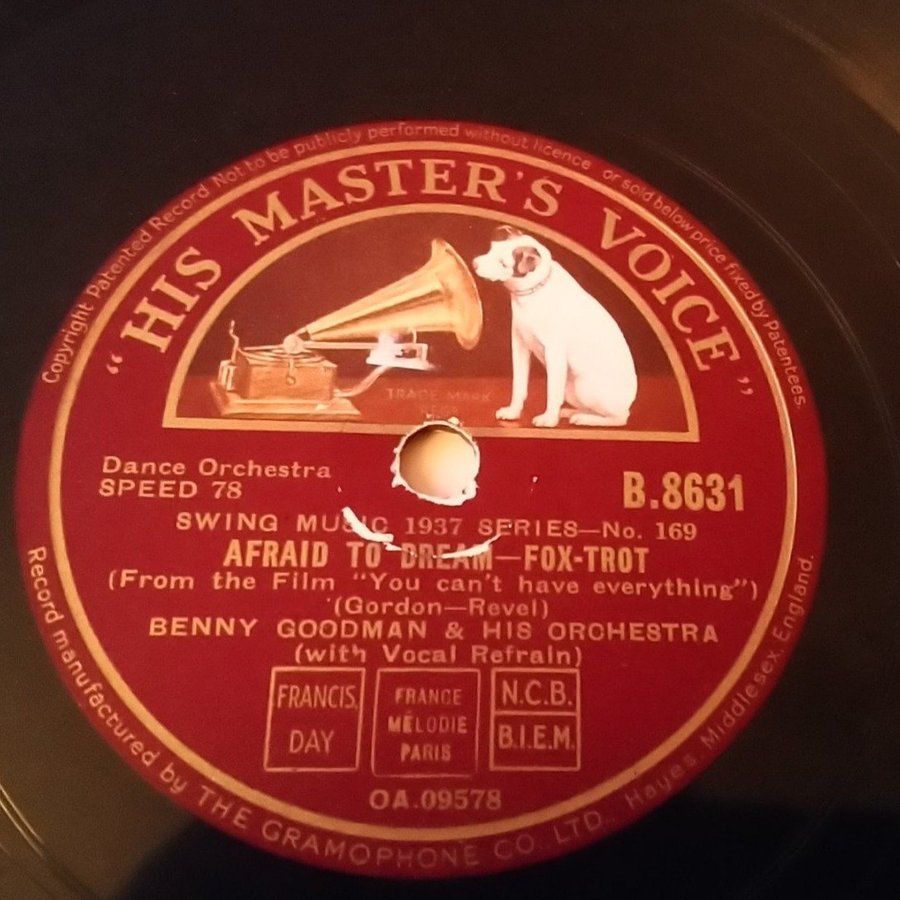 Copyright Patented Record Not to be publicly performed without licence or sold below price fixed by Patentees.
"HIS MASTER'S VOICE"
TRADE MARK
Dance Orchestra
SPEED 78
B.8631
SWING MUSIC 1937 SERIES—No. 169
AFRAID TO DREAM—FOX-TROT
(From the Film "You can't have everything")
(Gordon—Revel)
BENNY GOODMAN & HIS ORCHESTRA
(with Vocal Refrain)
FRANCIS,
DAY
FRANCE
MÉLODIE
PARIS
N.C.B.
B.I.E.M.
OA.09578
Record manufactured by THE GRAMOPHONE CO. LTD. Hayes, Middlesex, England.